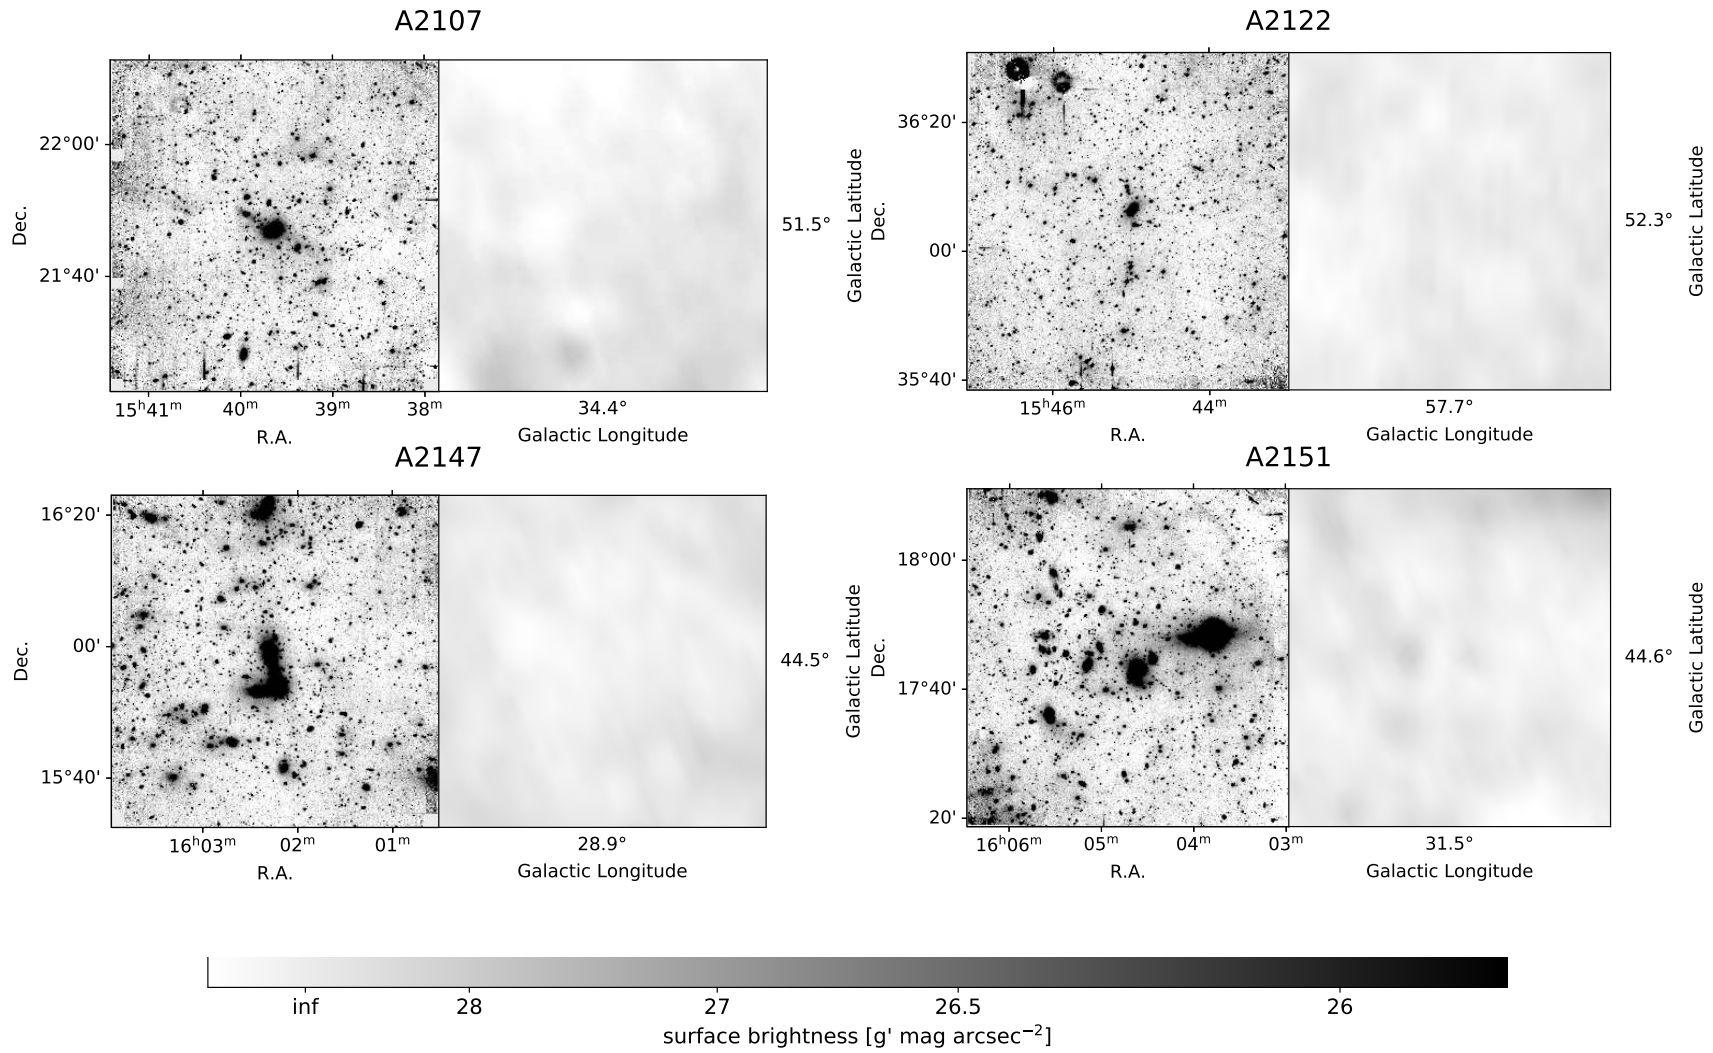 A2107
A2122
22°00'
21°40'
Dec.
15ʰ41ᵐ 40ᵐ 39ᵐ 38ᵐ
R.A.
34.4°
Galactic Longitude
51.5°
Galactic Latitude
36°20'
00'
35°40'
Dec.
15ʰ46ᵐ 44ᵐ
R.A.
57.7°
Galactic Longitude
52.3°
Galactic Latitude
A2147
A2151
16°20'
00'
15°40'
Dec.
16ʰ03ᵐ 02ᵐ 01ᵐ
R.A.
28.9°
Galactic Longitude
44.5°
Galactic Latitude
18°00'
17°40'
20'
Dec.
16ʰ06ᵐ 05ᵐ 04ᵐ 03ᵐ
R.A.
31.5°
Galactic Longitude
44.6°
Galactic Latitude
inf 28 27 26.5 26
surface brightness [g' mag arcsec⁻²]